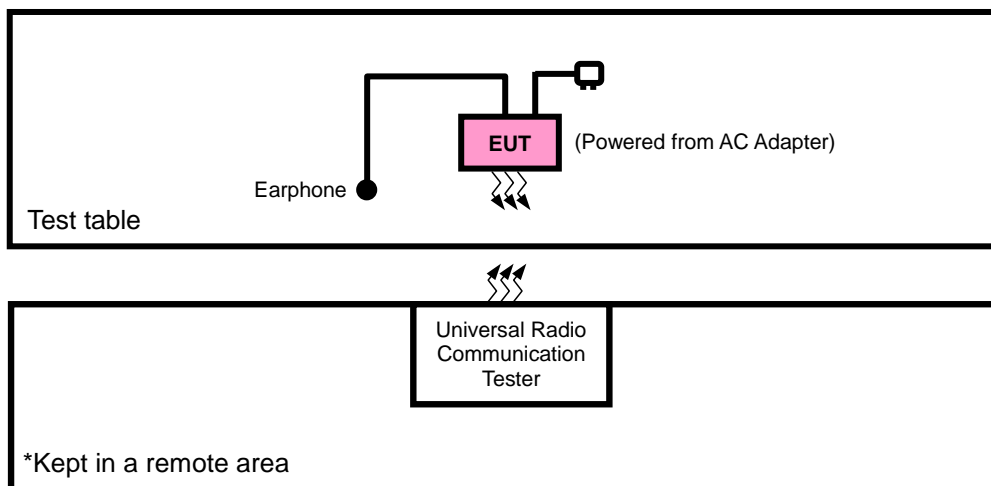 EUT
(Powered from AC Adapter)
Earphone
Test table
Universal Radio
Communication
Tester
*Kept in a remote area